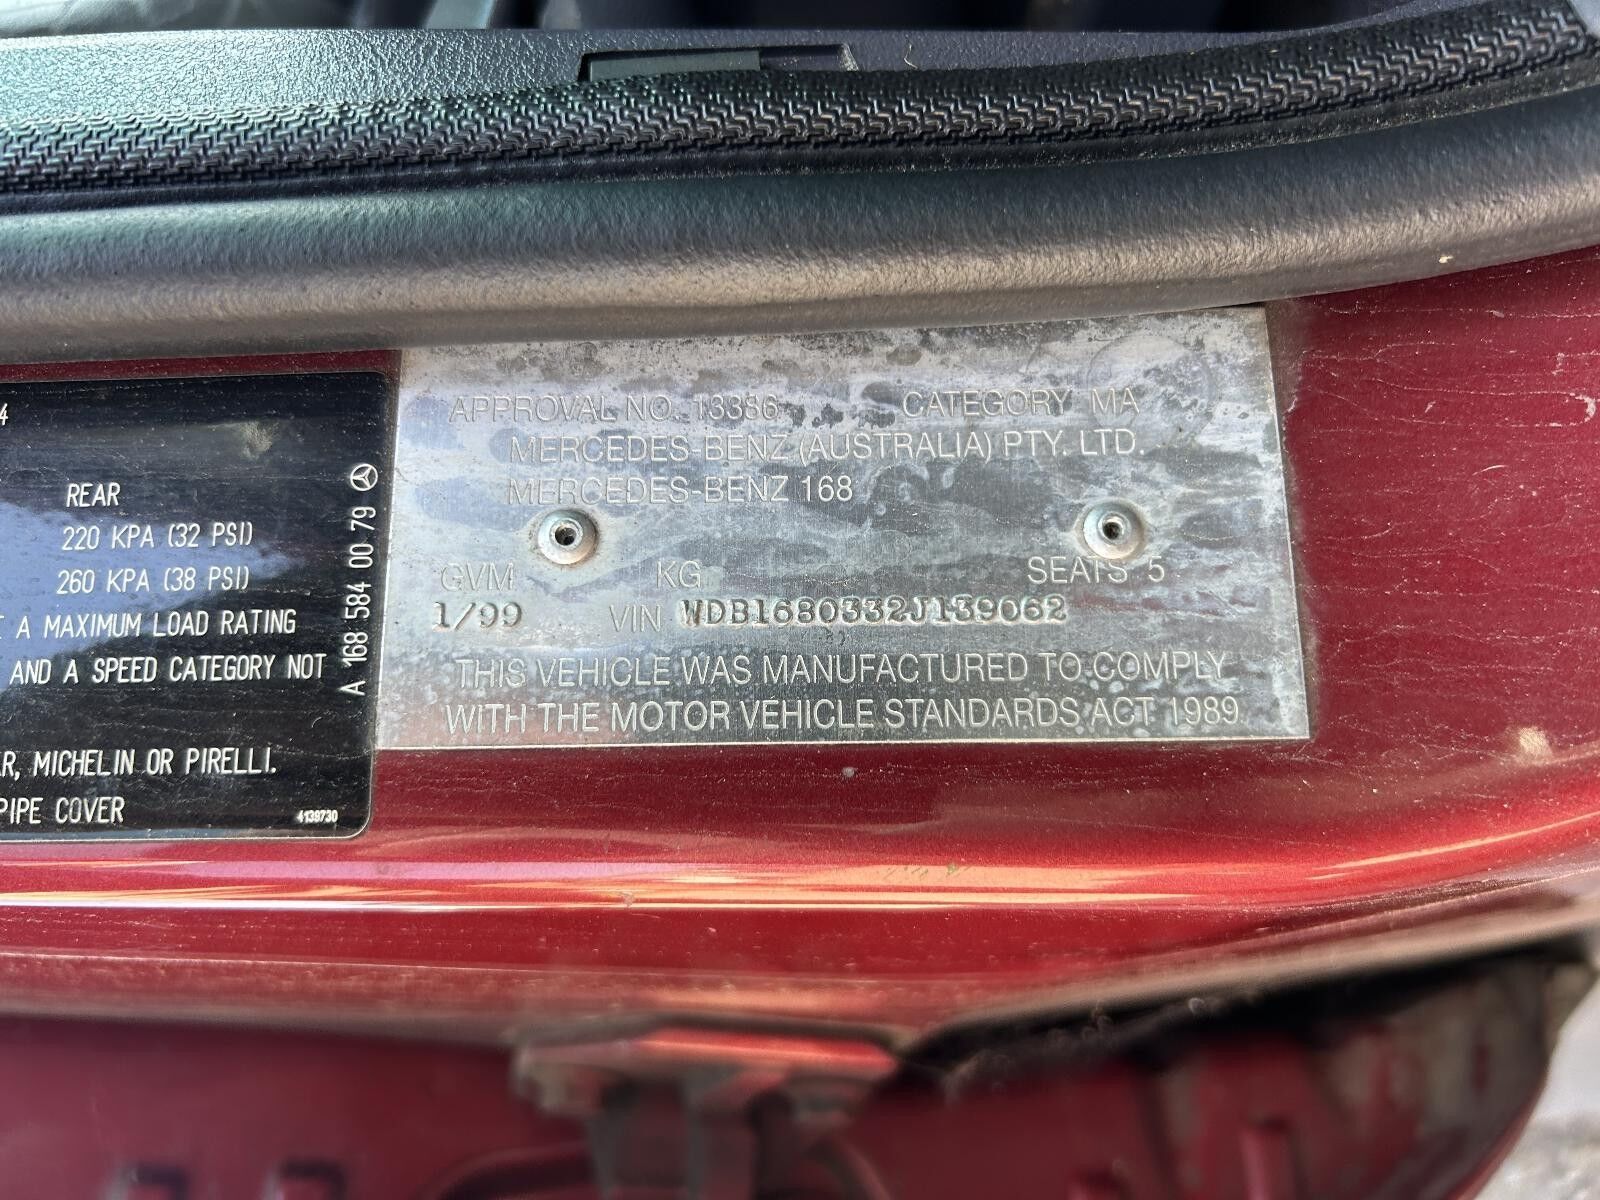 4
REAR
220 KPA (32 PSI)
260 KPA (38 PSI)
A MAXIMUM LOAD RATING
AND A SPEED CATEGORY NOT
R, MICHELIN OR PIRELLI.
PIPE COVER
4139730
A 168 584 00 79
APPROVAL NO. 13386 CATEGORY MA
MERCEDES-BENZ (AUSTRALIA) PTY. LTD.
MERCEDES-BENZ 168
GVM KG SEATS 5
1/99 VIN WDB1680332J139062
THIS VEHICLE WAS MANUFACTURED TO COMPLY
WITH THE MOTOR VEHICLE STANDARDS ACT 1989